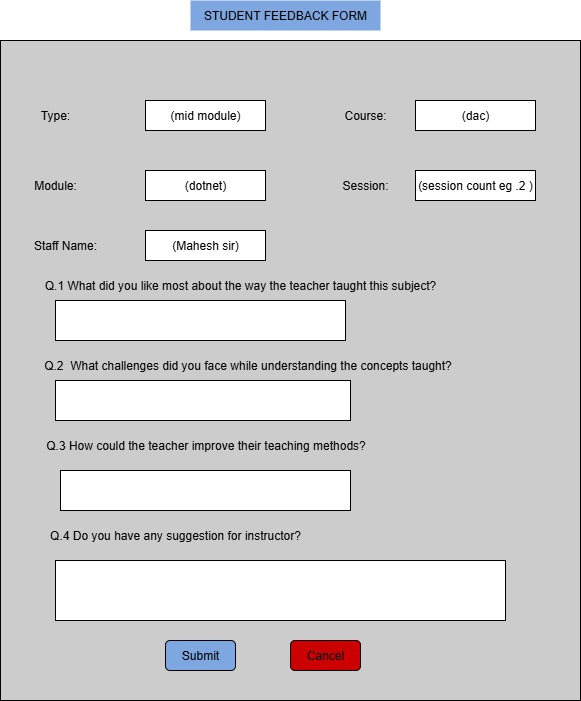 STUDENT FEEDBACK FORM
Type: (mid module) Course: (dac)
Module: (dotnet) Session: (session count eg .2 )
Staff Name: (Mahesh sir)
Q.1 What did you like most about the way the teacher taught this subject?
Q.2 What challenges did you face while understanding the concepts taught?
Q.3 How could the teacher improve their teaching methods?
Q.4 Do you have any suggestion for instructor?
Submit Cancel